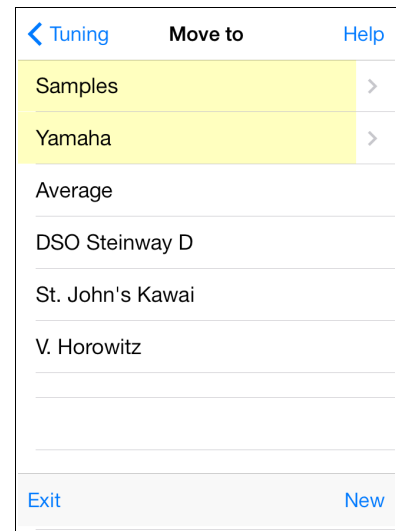 Tuning Move to Help
Samples
Yamaha
Average
DSO Steinway D
St. John's Kawai
V. Horowitz
Exit New